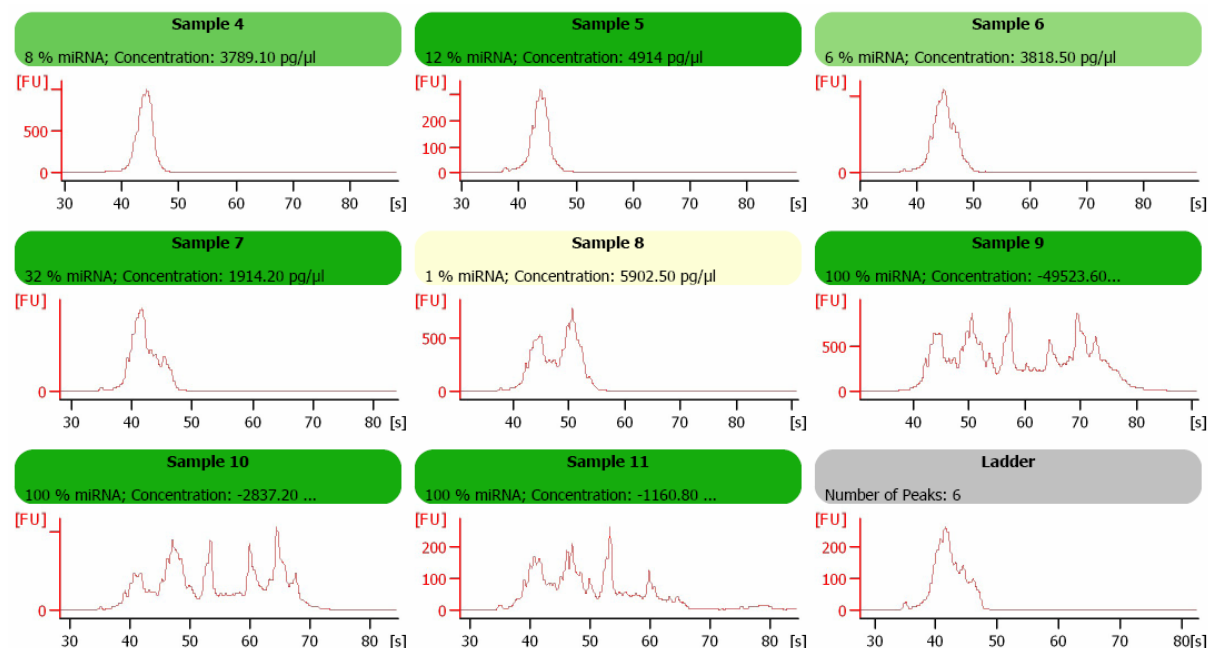 Sample 4
8 % miRNA; Concentration: 3789.10 pg/µl
[FU]
500
0
30 40 50 60 70 80 [s]
Sample 5
12 % miRNA; Concentration: 4914 pg/µl
[FU]
300
200
100
0
30 40 50 60 70 80 [s]
Sample 6
6 % miRNA; Concentration: 3818.50 pg/µl
[FU]
0
30 40 50 60 70 80 [s]
Sample 7
32 % miRNA; Concentration: 1914.20 pg/µl
[FU]
0
30 40 50 60 70 80 [s]
Sample 8
1 % miRNA; Concentration: 5902.50 pg/µl
[FU]
500
0
40 50 60 70 80 [s]
Sample 9
100 % miRNA; Concentration: -49523.60...
[FU]
500
0
40 50 60 70 80 [s]
Sample 10
100 % miRNA; Concentration: -2837.20 ...
[FU]
0
30 40 50 60 70 80 [s]
Sample 11
100 % miRNA; Concentration: -1160.80 ...
[FU]
200
100
0
30 40 50 60 70 80 [s]
Ladder
Number of Peaks: 6
[FU]
200
100
0
30 40 50 60 70 80 [s]